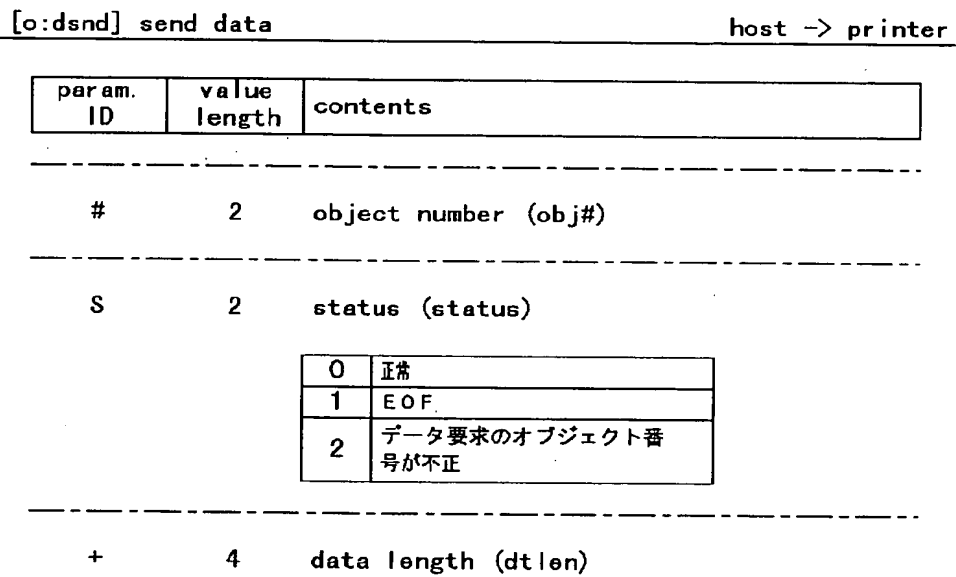 [o:dsnd] send data host -> printer
param. ID value length contents
# 2 object number (obj#)
S 2 status (status)
0 正常
1 EOF
2 データ要求のオブジェクト番
号が不正
+ 4 data length (dtlen)